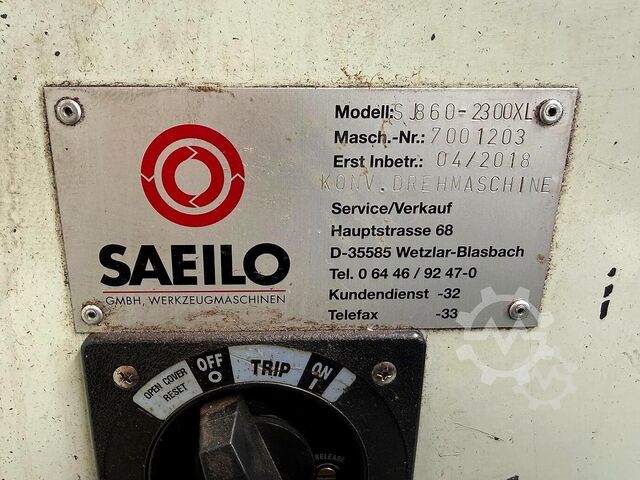 SAEILO
GMBH, WERKZEUGMASCHINEN
Modell: SJ860-2300XL
Masch.-Nr.: 7001203
Erst Inbetr.: 04/2018
KONV. DREHMASCHINE
Service/Verkauf
Hauptstrasse 68
D-35585 Wetzlar-Blasbach
Tel. 0 64 46 / 92 47-0
Kundendienst -32
Telefax -33
OPEN COVER
RESET
OFF
O
TRIP
ON
I
RELEASE